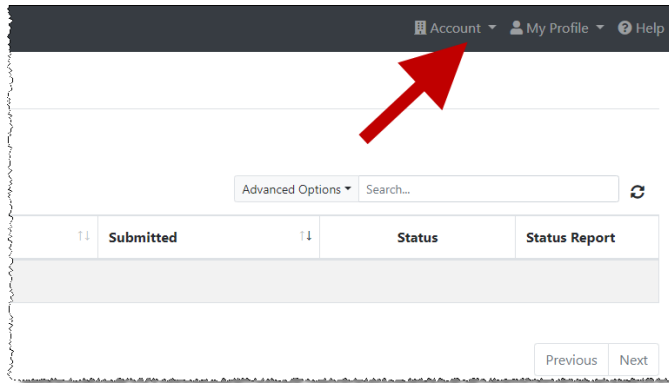 Account My Profile Help
Advanced Options Search...
Submitted Status Status Report
Previous Next